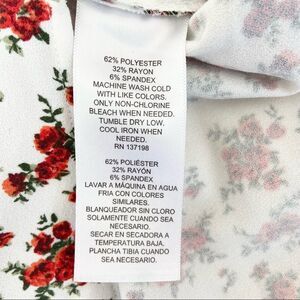 62% POLYESTER
32% RAYON
6% SPANDEX
MACHINE WASH COLD
WITH LIKE COLORS.
ONLY NON-CHLORINE
BLEACH WHEN NEEDED.
TUMBLE DRY LOW.
COOL IRON WHEN
NEEDED.
RN 137198
62% POLIÉSTER
32% RAYÓN
6% SPANDEX
LAVAR A MÁQUINA EN AGUA
FRIA CON COLORES
SIMILARES.
BLANQUEADOR SIN CLORO
SOLAMENTE CUANDO SEA
NECESARIO.
SECAR EN SECADORA A
TEMPERATURA BAJA.
PLANCHA TIBIA CUANDO
SEA NECESARIO.